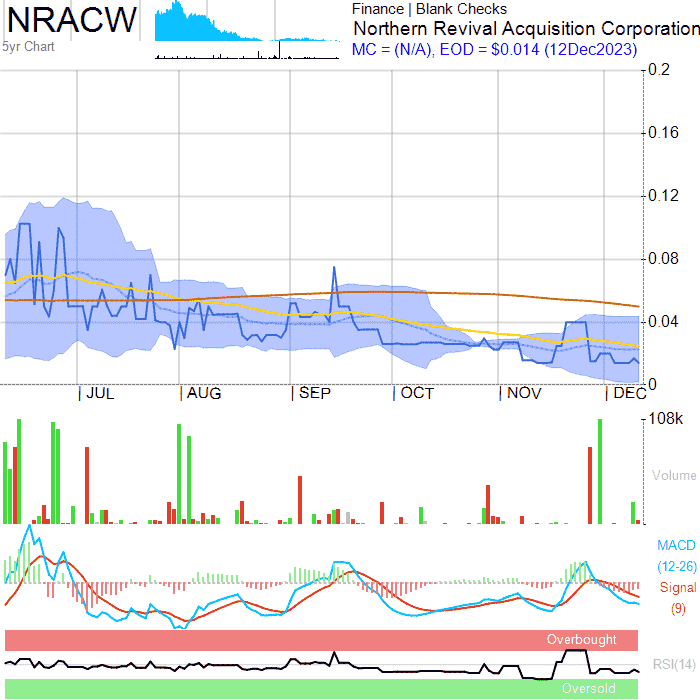 NRACW
5yr Chart
Finance | Blank Checks
Northern Revival Acquisition Corporation
MC = (N/A), EOD = $0.014 (12Dec2023)
0.2
0.16
0.12
0.08
0.04
0
| JUL | AUG | SEP | OCT | NOV | DEC
108k
Volume
MACD
(12-26)
Signal
(9)
Overbought
RSI(14)
Oversold